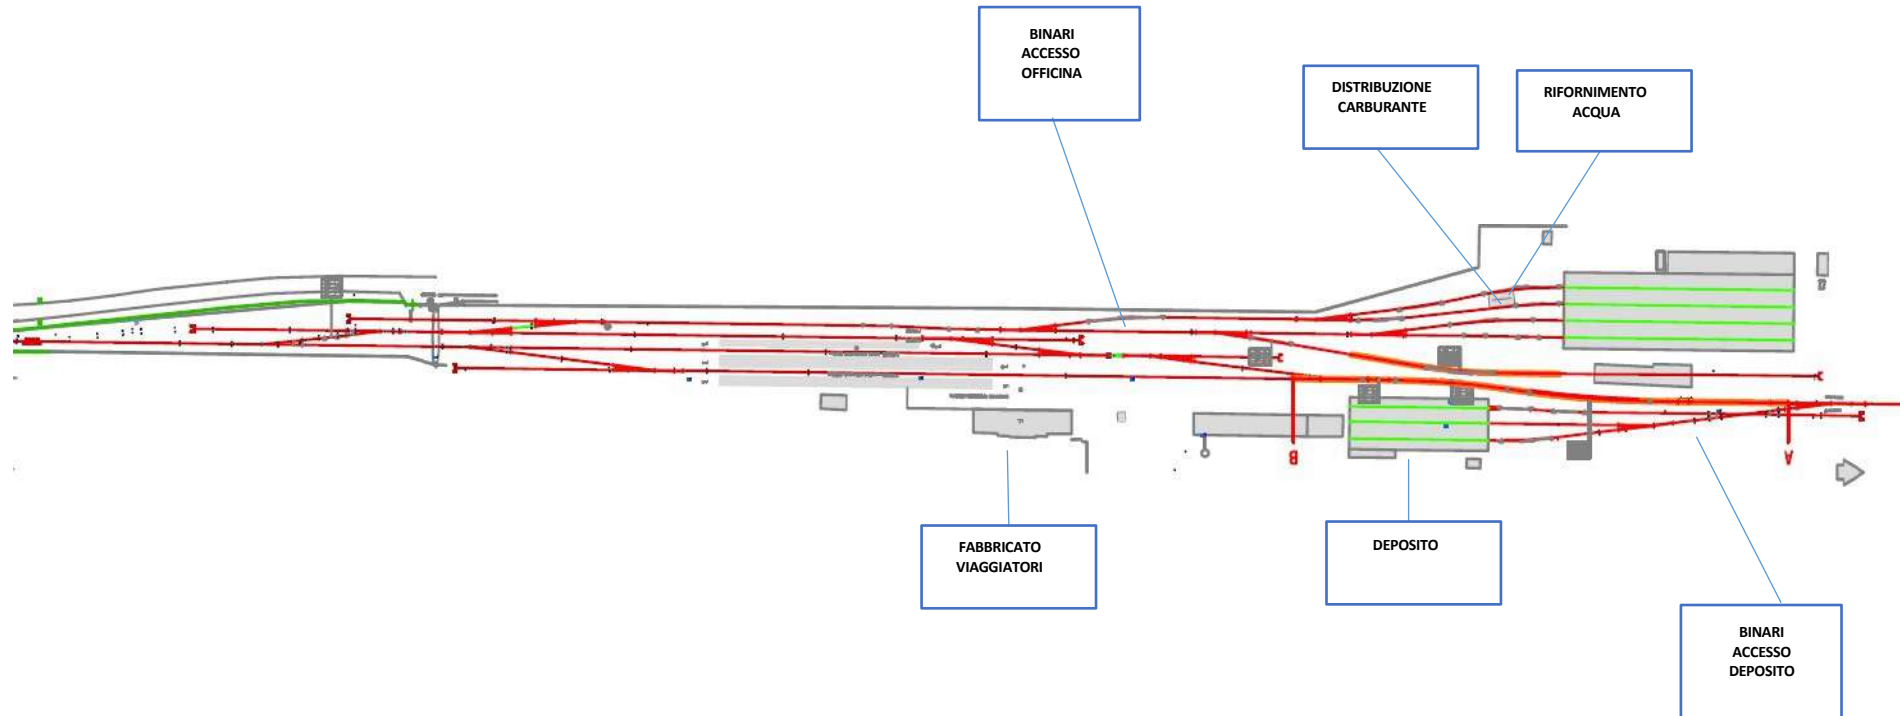 BINARI
ACCESSO
OFFICINA
DISTRIBUZIONE
CARBURANTE
RIFORNIMENTO
ACQUA
B
A
FABBRICATO
VIAGGIATORI
DEPOSITO
BINARI
ACCESSO
DEPOSITO